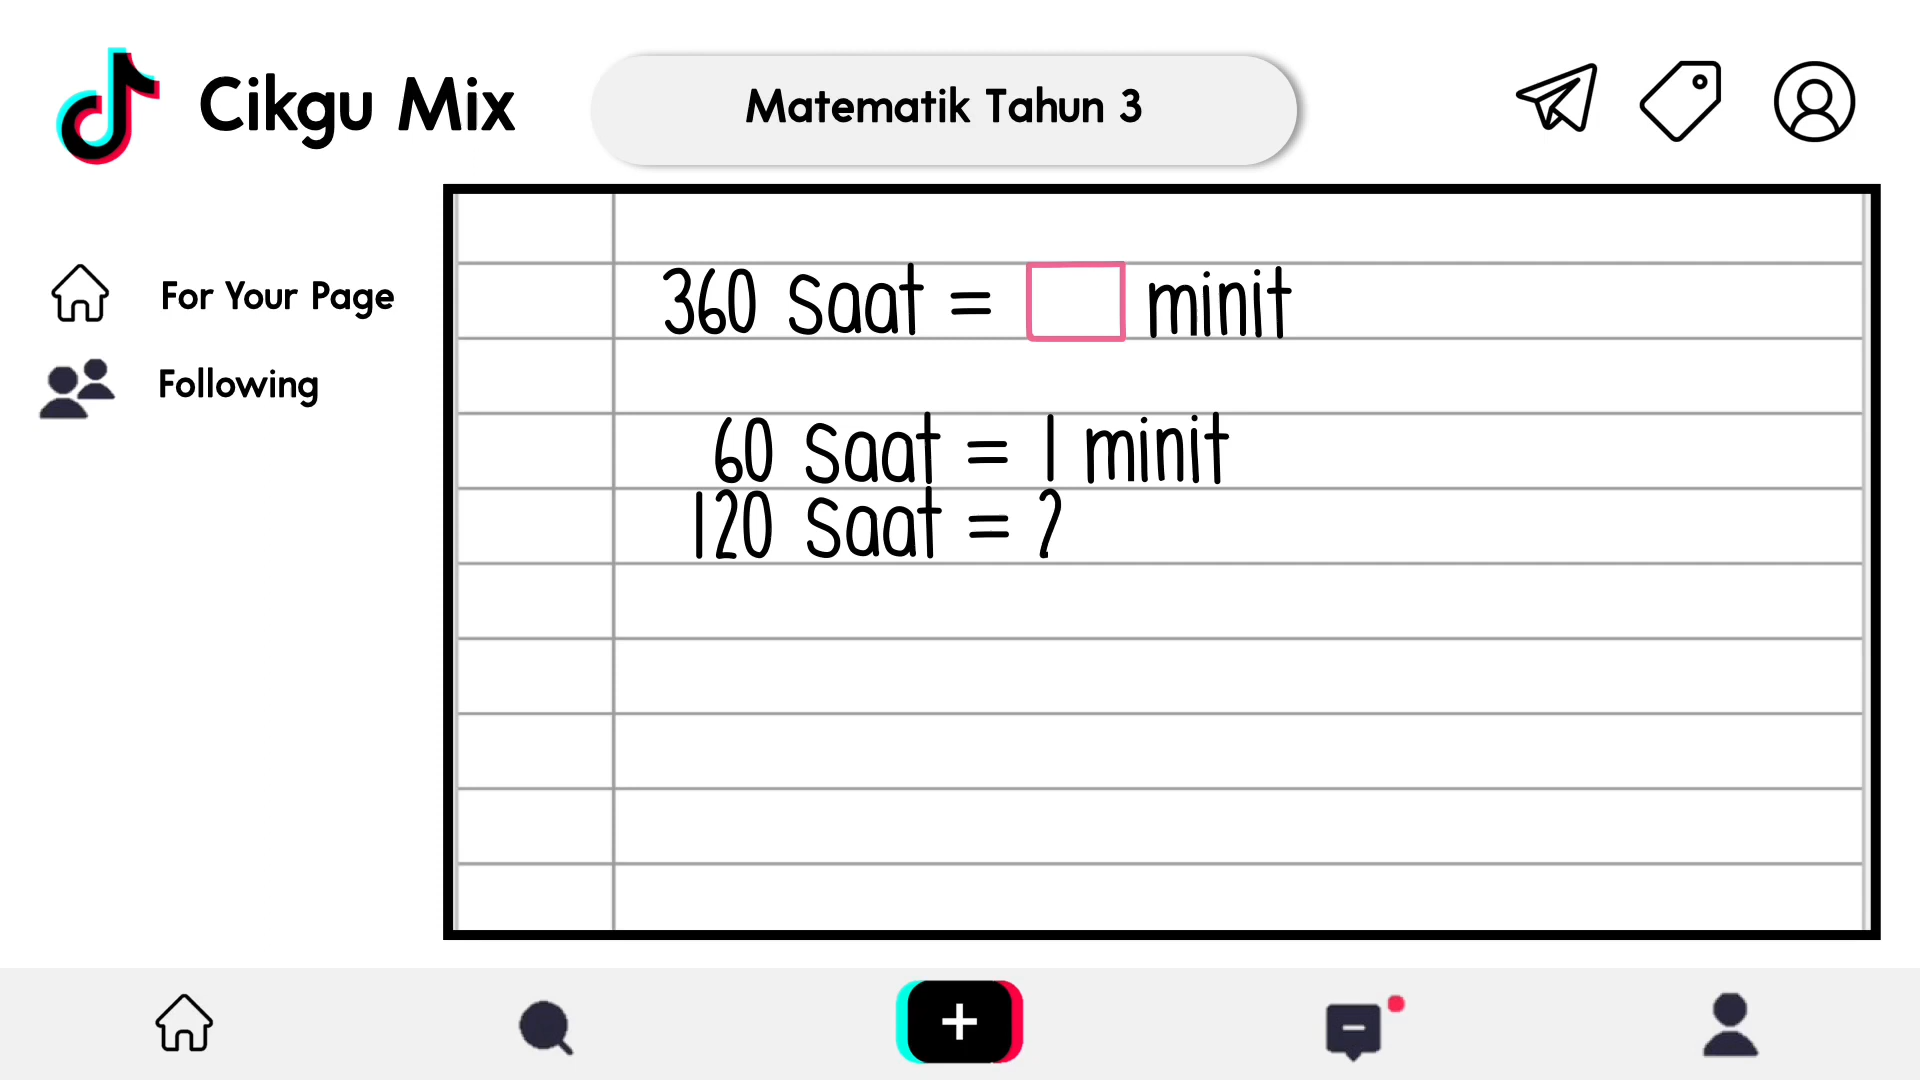 Cikgu Mix
Matematik Tahun 3
For Your Page
Following
360 saat = minit
60 saat = 1 minit
120 saat = ?